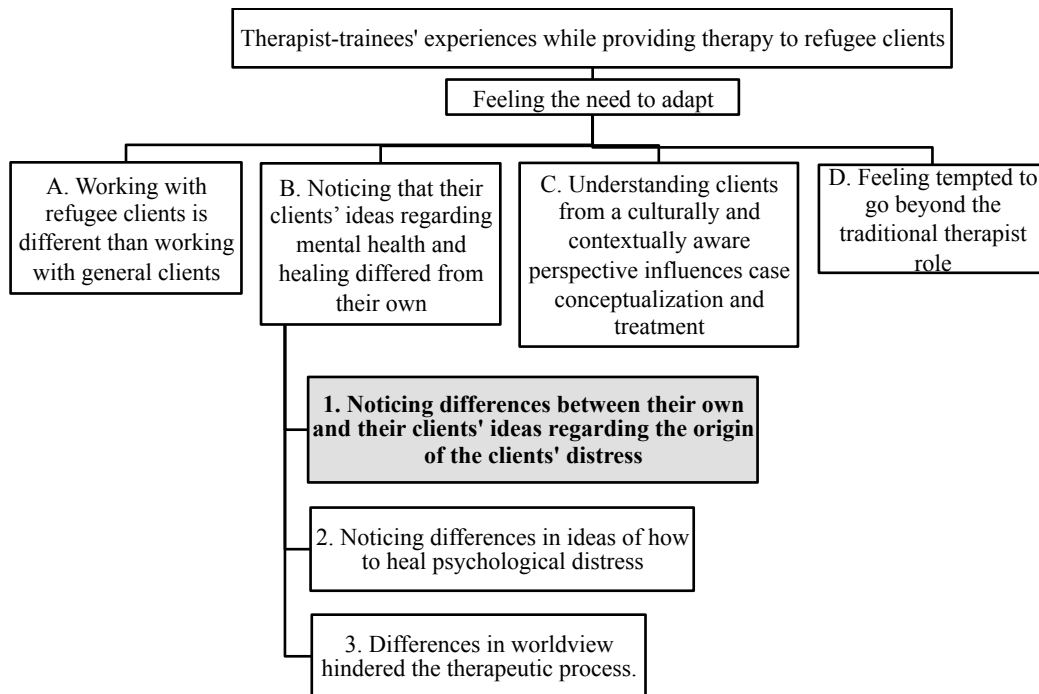 Therapist-trainees' experiences while providing therapy to refugee clients
Feeling the need to adapt
A. Working with
refugee clients is
different than working
with general clients
B. Noticing that their
clients’ ideas regarding
mental health and
healing differed from
their own
C. Understanding clients
from a culturally and
contextually aware
perspective influences case
conceptualization and
treatment
D. Feeling tempted to
go beyond the
traditional therapist
role
1. Noticing differences between their own
and their clients' ideas regarding the origin
of the clients' distress
2. Noticing differences in ideas of how
to heal psychological distress
3. Differences in worldview
hindered the therapeutic process.